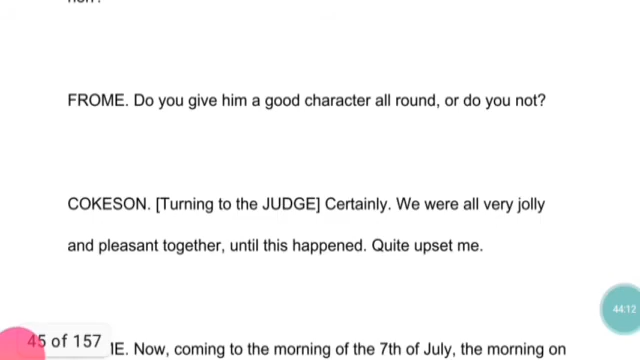 FROME. Do you give him a good character all round, or do you not?
COKESON. [Turning to the JUDGE] Certainly. We were all very jolly
and pleasant together, until this happened. Quite upset me.
44:12
45 of 157
IE. Now, coming to the morning of the 7th of July, the morning on